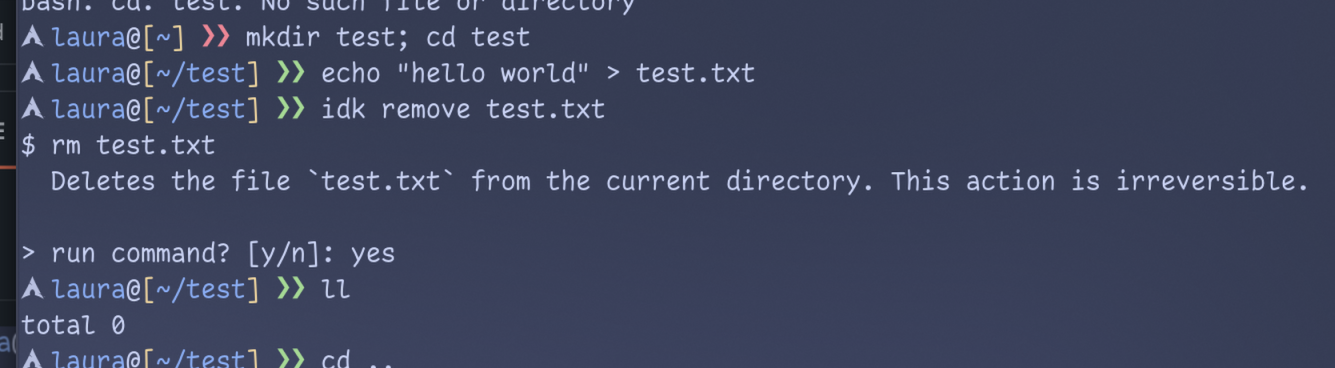 bash: cd: test: No such file or directory
laura@[~] ❯❯ mkdir test; cd test
laura@[~/test] ❯❯ echo "hello world" > test.txt
laura@[~/test] ❯❯ idk remove test.txt
$ rm test.txt
Deletes the file `test.txt` from the current directory. This action is irreversible.
> run command? [y/n]: yes
laura@[~/test] ❯❯ ll
total 0
laura@[~/test] ❯❯ cd ..